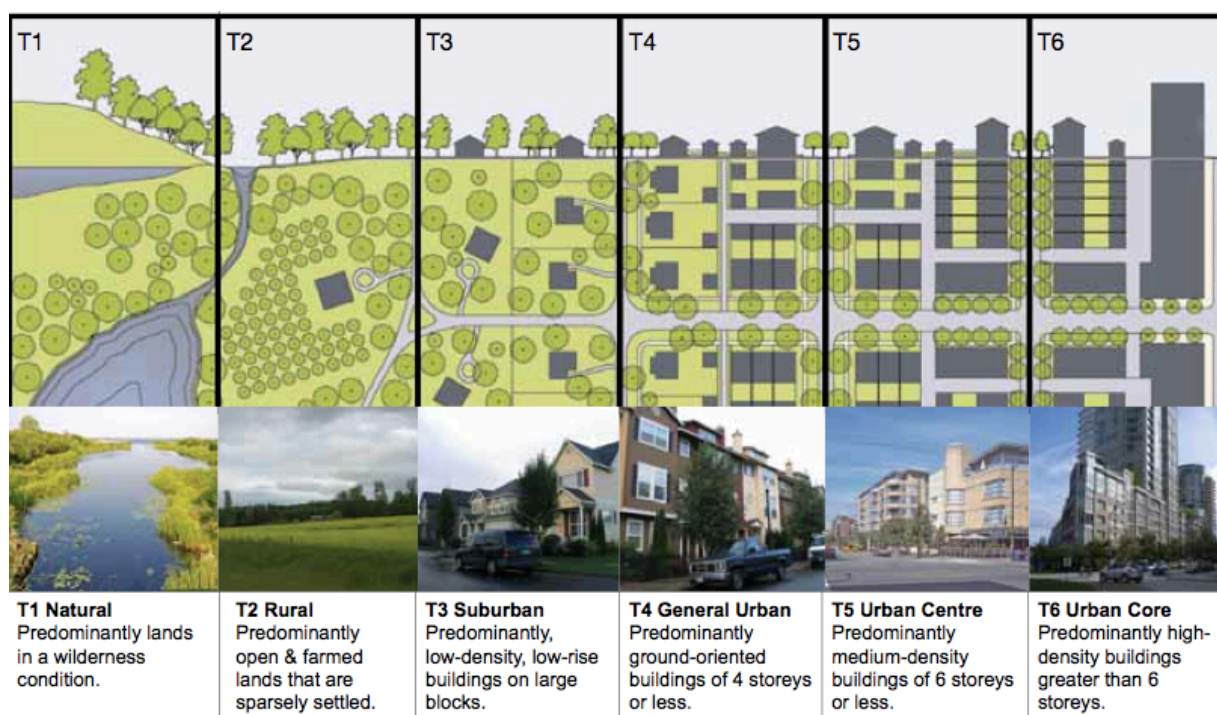 T1
T2
T3
T4
T5
T6
T1 Natural
Predominantly lands
in a wilderness
condition.
T2 Rural
Predominantly
open & farmed
lands that are
sparsely settled.
T3 Suburban
Predominantly,
low-density, low-rise
buildings on large
blocks.
T4 General Urban
Predominantly
ground-oriented
buildings of 4 storeys
or less.
T5 Urban Centre
Predominantly
medium-density
buildings of 6 storeys
or less.
T6 Urban Core
Predominantly high-
density buildings
greater than 6
storeys.